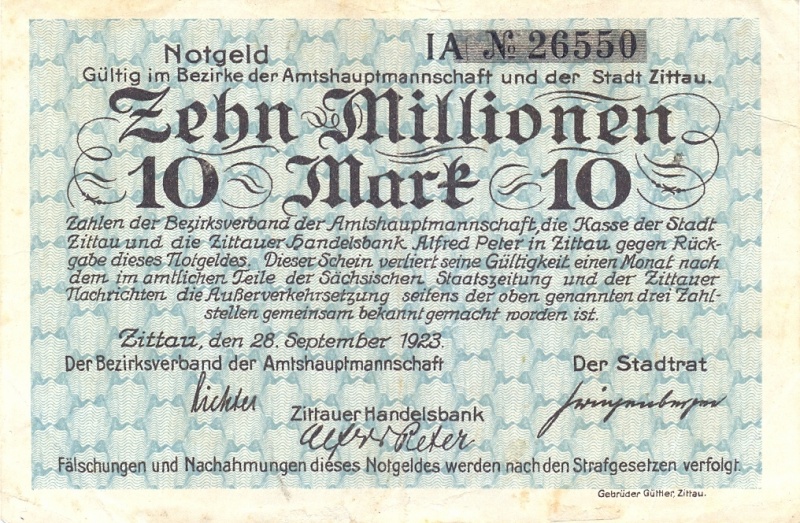 Notgeld IA № 26550
Gültig im Bezirke der Amtshauptmannschaft und der Stadt Zittau.
Zehn Millionen
10 Mark 10
Zahlen der Bezirksverband der Amtshauptmannschaft, die Kasse der Stadt
Zittau und die Zittauer Handelsbank Alfred Peter in Zittau gegen Rück-
gabe dieses Notgeldes. Dieser Schein verliert seine Gültigkeit einen Monat nach
dem im amtlichen Teile der Sächsischen Staatszeitung und der Zittauer
Nachrichten die Außerverkehrsetzung seitens der oben genannten drei Zahl-
stellen gemeinsam bekannt gemacht worden ist.
Zittau, den 28. September 1923.
Der Bezirksverband der Amtshauptmannschaft Der Stadtrat
Richter
Zittauer Handelsbank
Alfred Peter
Fälschungen und Nachahmungen dieses Notgeldes werden nach den Strafgesetzen verfolgt.
Gebrüder Güttler, Zittau.